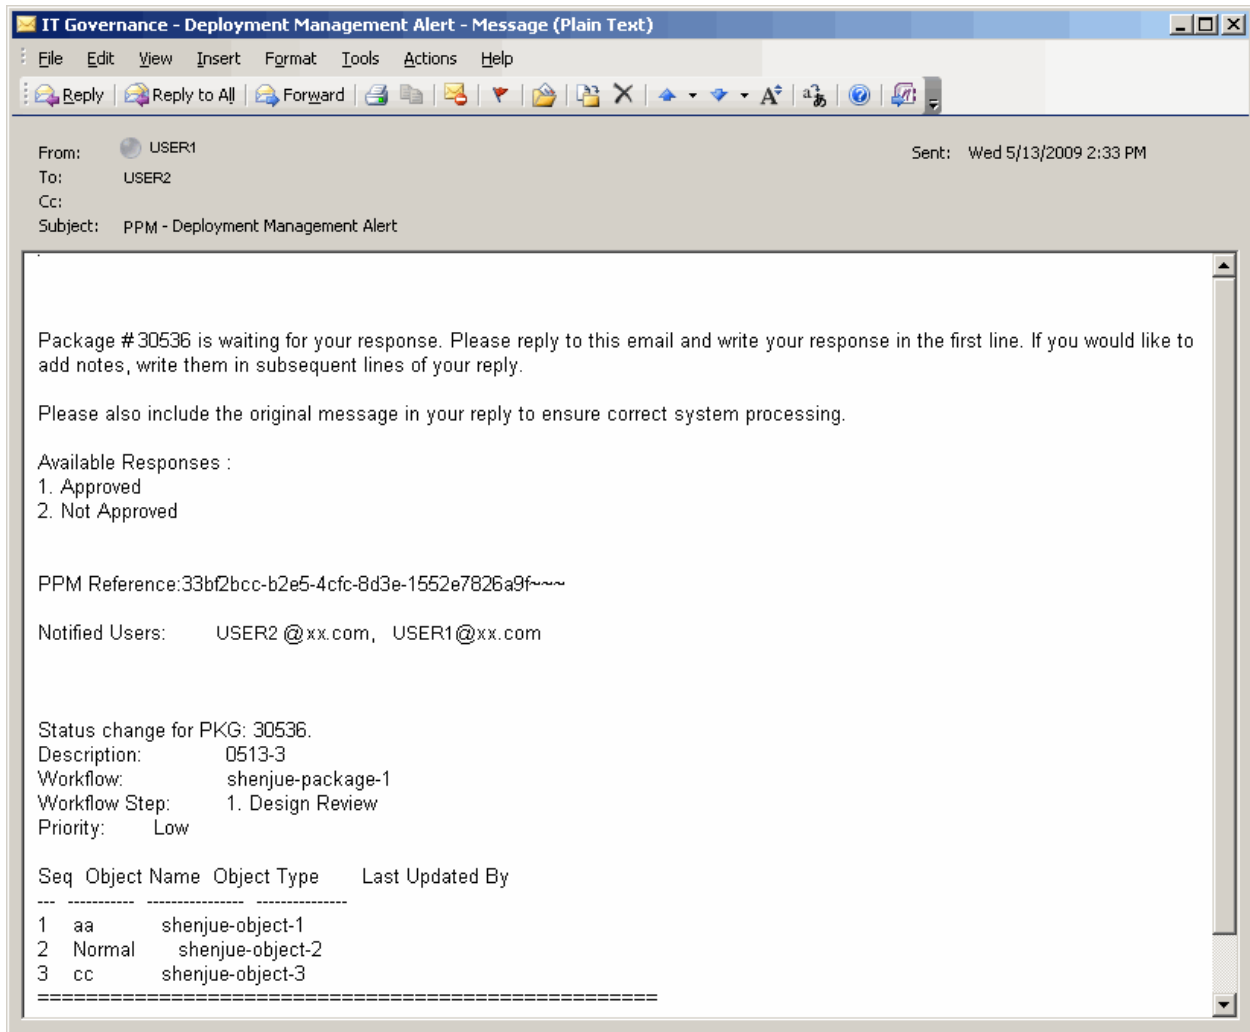 IT Governance - Deployment Management Alert - Message (Plain Text)
File Edit View Insert Format Tools Actions Help
Reply Reply to All Forward
From: USER1 Sent: Wed 5/13/2009 2:33 PM
To: USER2
Cc:
Subject: PPM - Deployment Management Alert
Package #30536 is waiting for your response. Please reply to this email and write your response in the first line. If you would like to
add notes, write them in subsequent lines of your reply.
Please also include the original message in your reply to ensure correct system processing.
Available Responses :
1. Approved
2. Not Approved
PPM Reference:33bf2bcc-b2e5-4cfc-8d3e-1552e7826a9f~~~
Notified Users: USER2 @xx.com, USER1@xx.com
Status change for PKG: 30536.
Description: 0513-3
Workflow: shenjue-package-1
Workflow Step: 1. Design Review
Priority: Low
Seq Object Name Object Type Last Updated By
--- ----------- ---------------- ---------------
1 aa shenjue-object-1
2 Normal shenjue-object-2
3 cc shenjue-object-3
====================================================